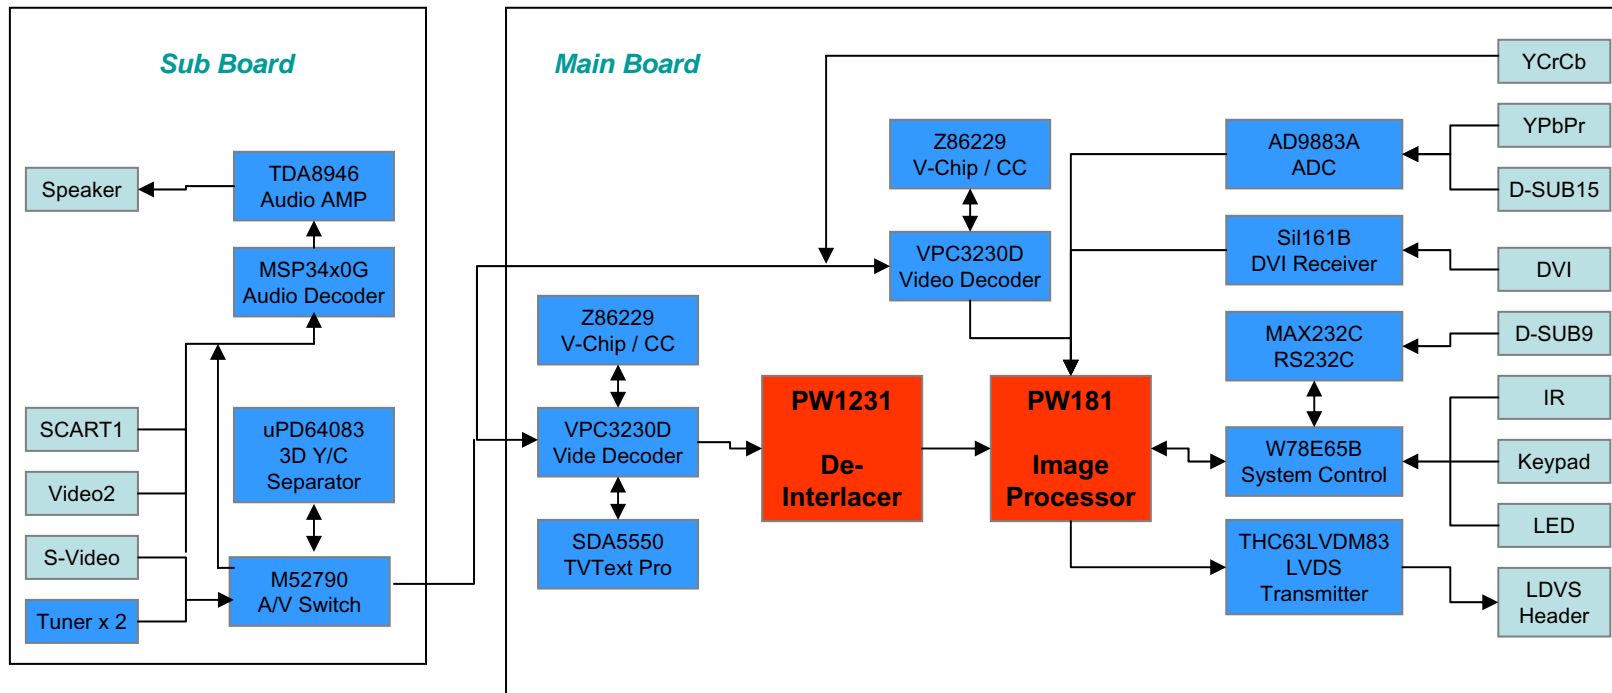 Sub Board
Speaker
TDA8946
Audio AMP
MSP34x0G
Audio Decoder
SCART1
Video2
S-Video
Tuner x 2
uPD64083
3D Y/C
Separator
M52790
A/V Switch
Main Board
Z86229
V-Chip / CC
VPC3230D
Video Decoder
Z86229
V-Chip / CC
VPC3230D
Vide Decoder
SDA5550
TVText Pro
PW1231
De-
Interlacer
PW181
Image
Processor
AD9883A
ADC
SiI161B
DVI Receiver
MAX232C
RS232C
W78E65B
System Control
THC63LVDM83
LVDS
Transmitter
YCrCb
YPbPr
D-SUB15
DVI
D-SUB9
IR
Keypad
LED
LDVS
Header